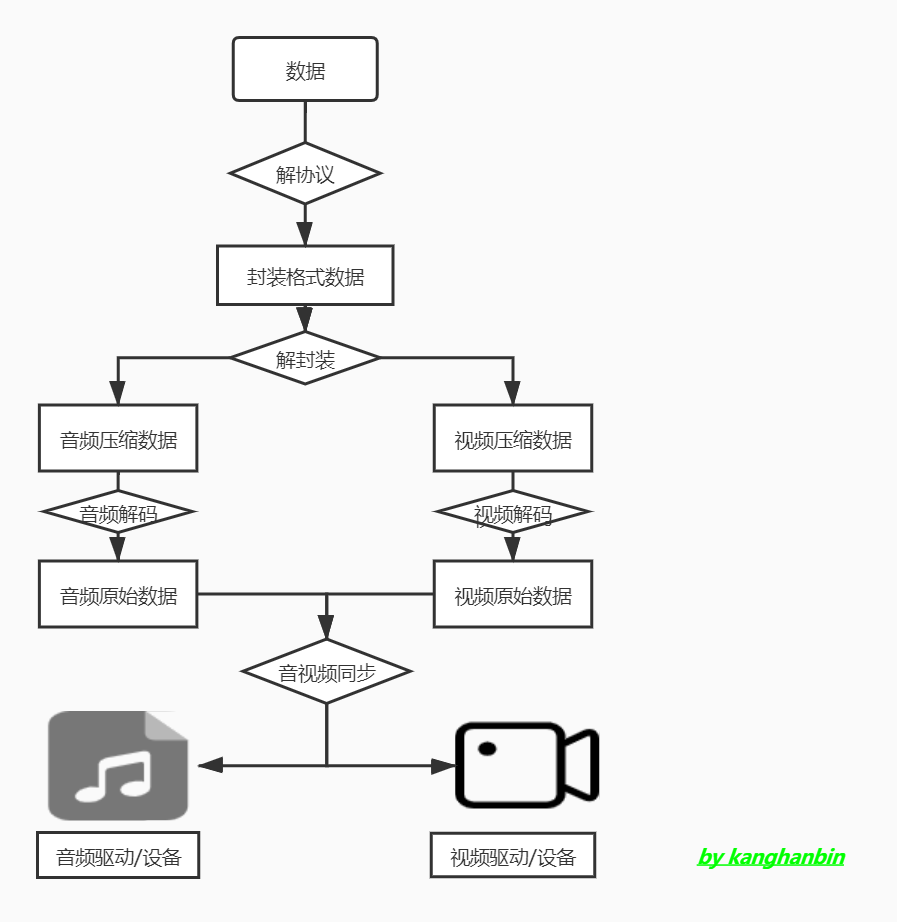 数据
解协议
封装格式数据
解封装
音频压缩数据
视频压缩数据
音频解码
视频解码
音频原始数据
视频原始数据
音视频同步
音频驱动/设备
视频驱动/设备
by kanghanbin